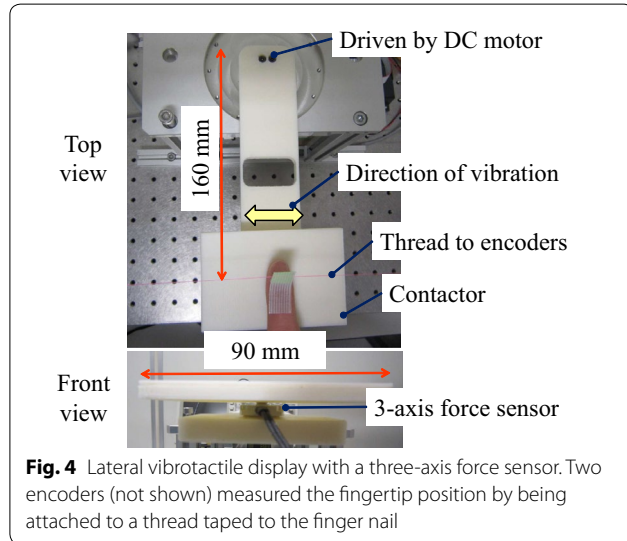 Driven by DC motor
Top
view
160 mm
Direction of vibration
Thread to encoders
Contactor
90 mm
Front
view
3-axis force sensor
Fig. 4 Lateral vibrotactile display with a three-axis force sensor. Two
encoders (not shown) measured the fingertip position by being
attached to a thread taped to the finger nail